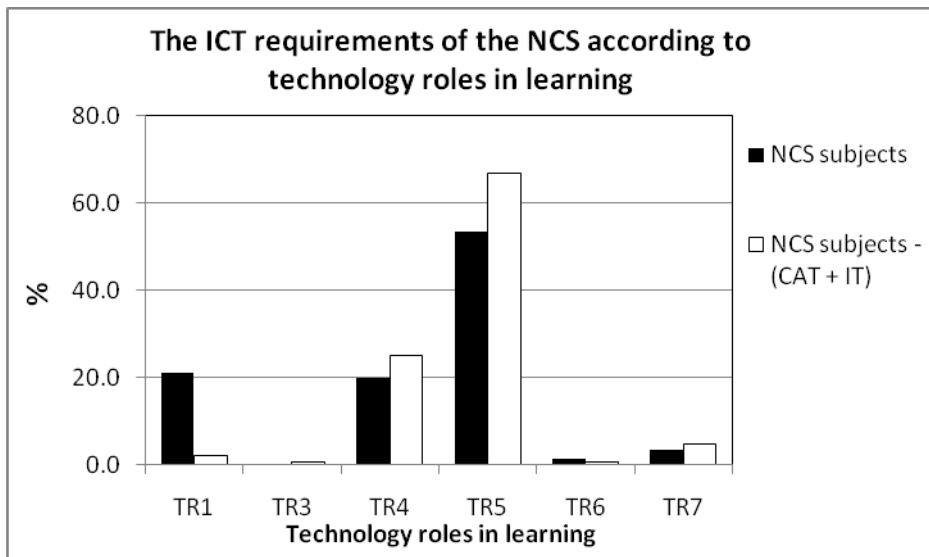 The ICT requirements of the NCS according to
technology roles in learning
80.0
60.0
40.0
20.0
0.0
%
TR1 TR3 TR4 TR5 TR6 TR7
Technology roles in learning
NCS subjects
NCS subjects -
(CAT + IT)